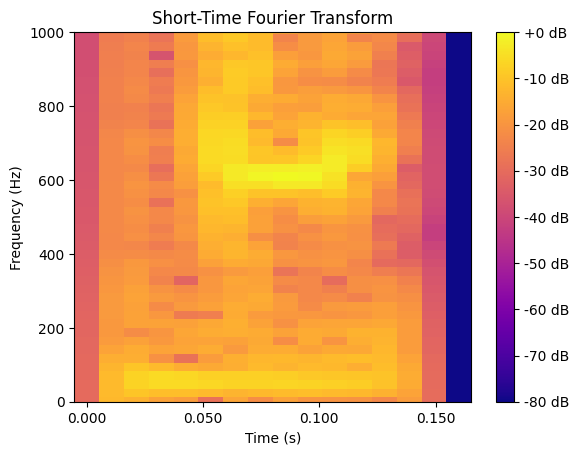 Short-Time Fourier Transform
1000
800
600
400
200
0
Frequency (Hz)
0.000
0.050
0.100
0.150
Time (s)
+0 dB
-10 dB
-20 dB
-30 dB
-40 dB
-50 dB
-60 dB
-70 dB
-80 dB